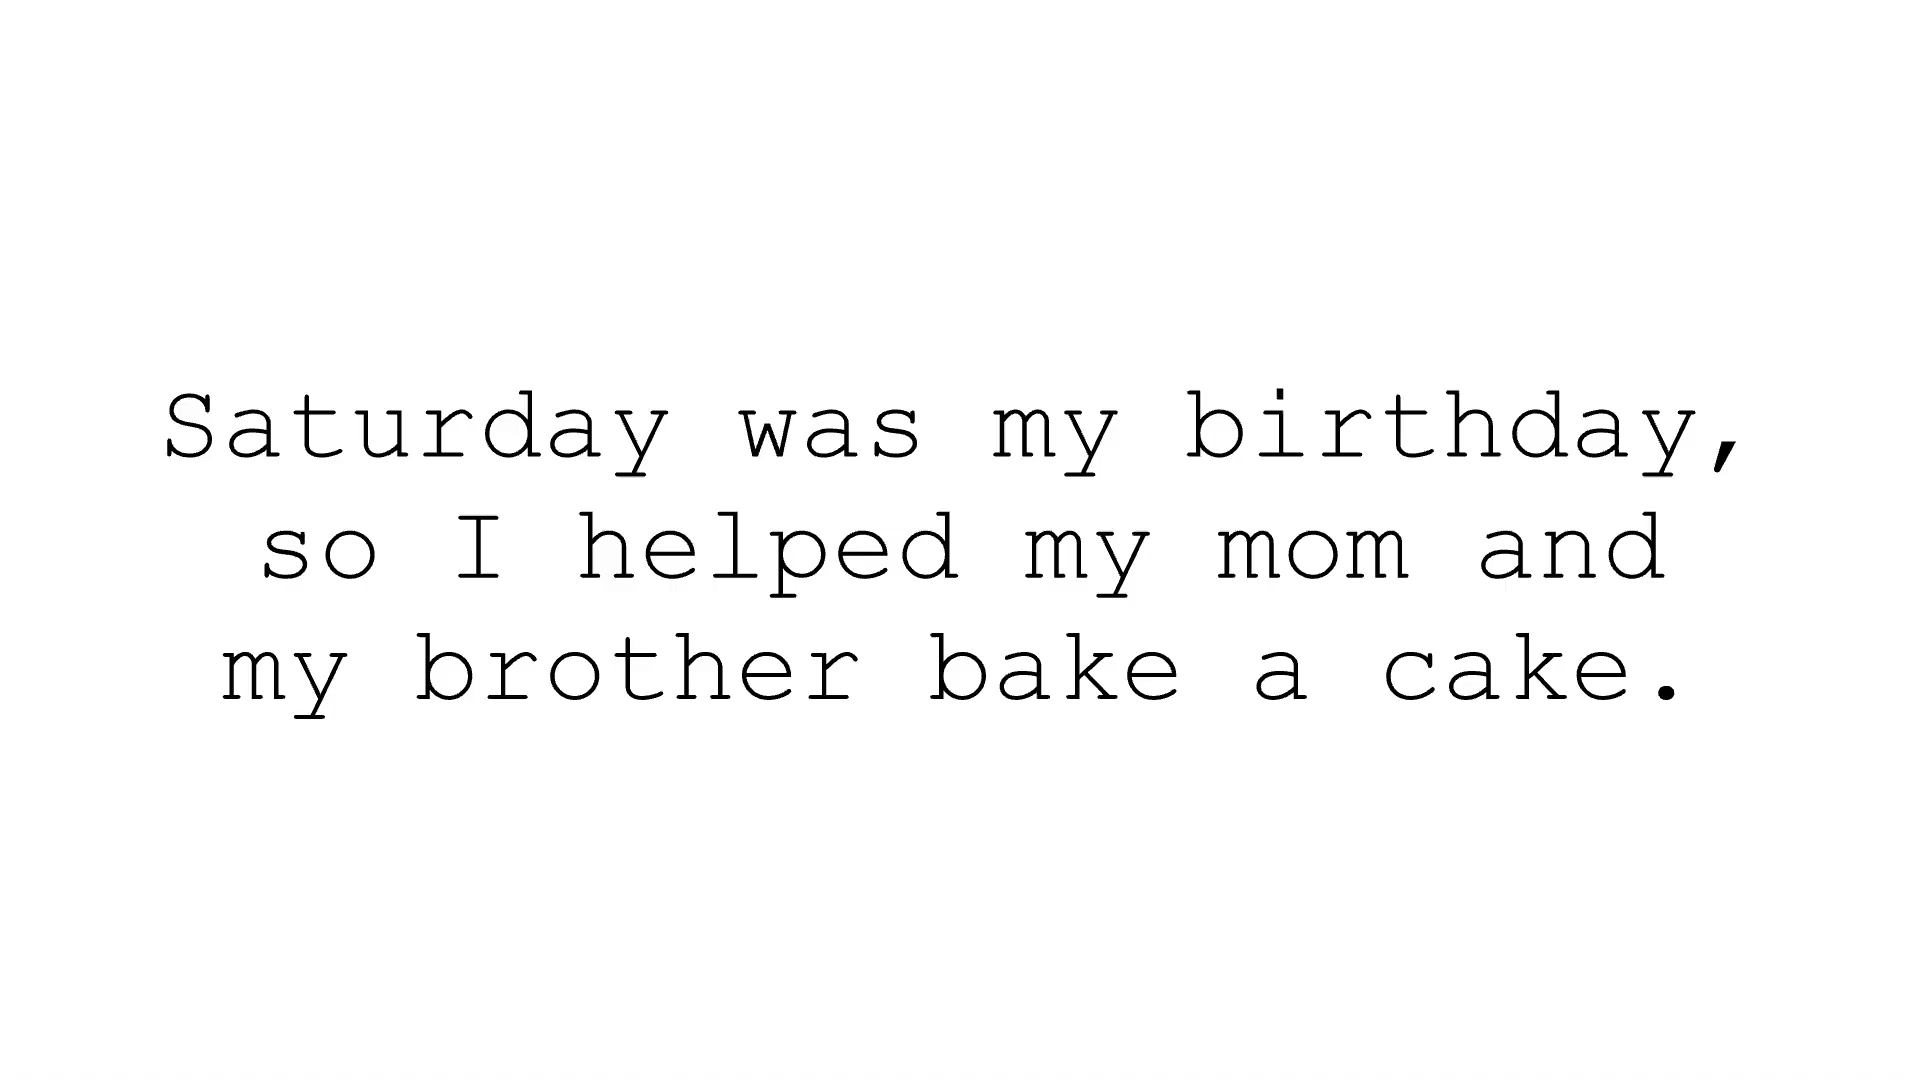 Saturday was my birthday,
so I helped my mom and
my brother bake a cake.